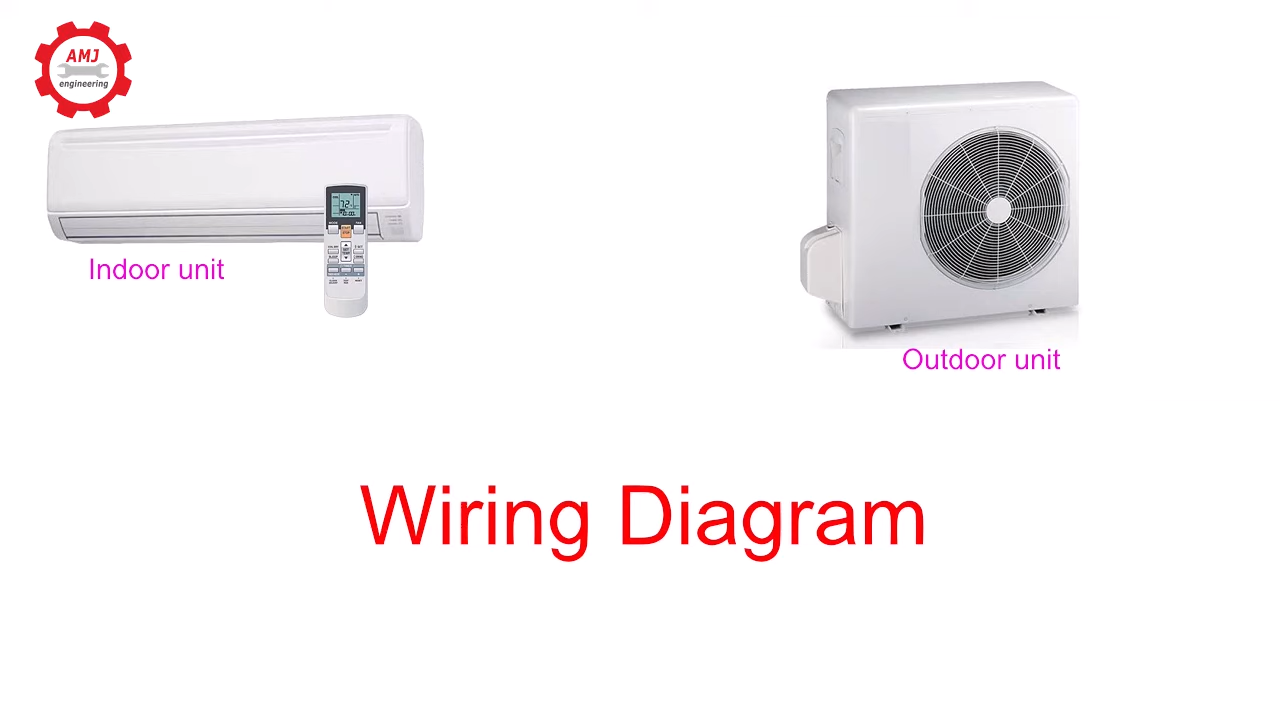 AMJ
engineering
Indoor unit
Outdoor unit
Wiring Diagram